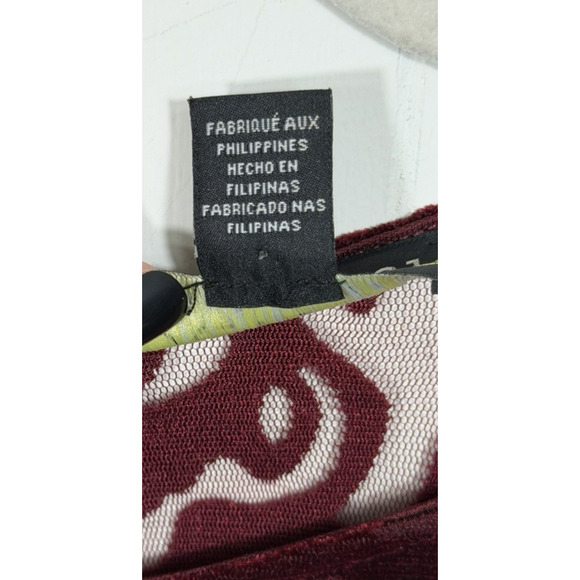 FABRIQUÉ AUX
PHILIPPINES
HECHO EN
FILIPINAS
FABRICADO NAS
FILIPINAS